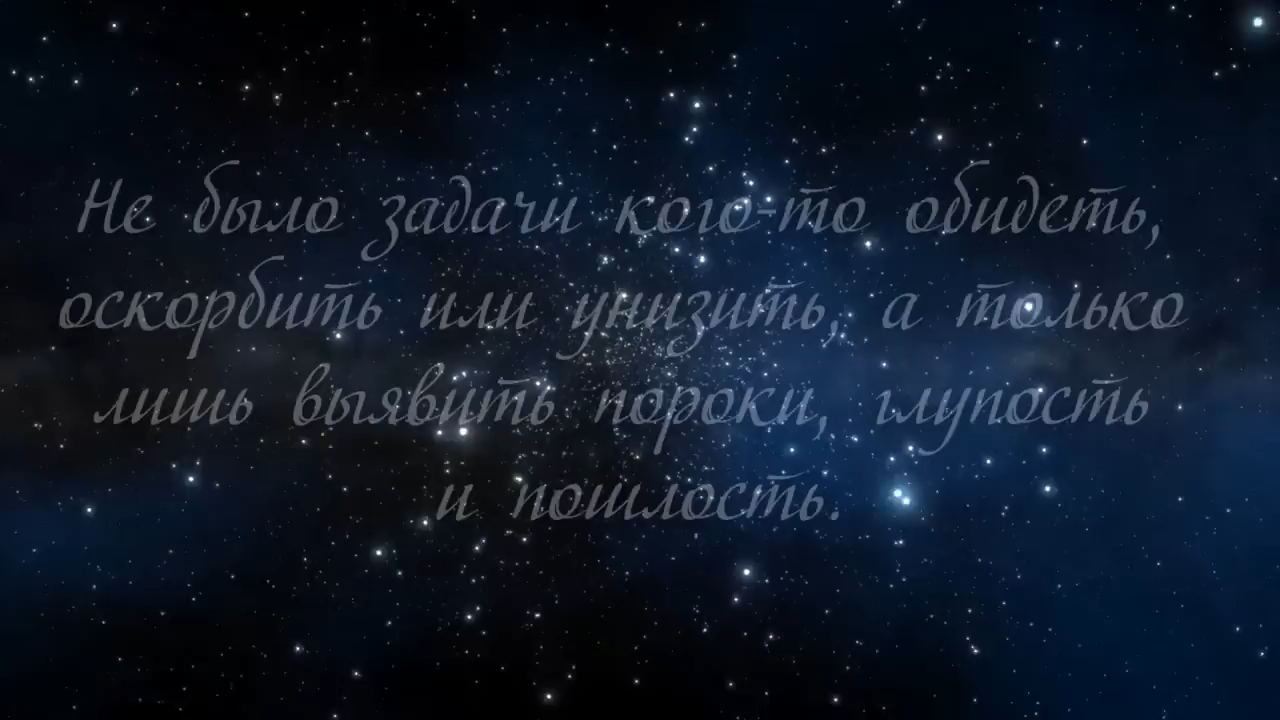 Не было задачи кого-то обидеть,
оскорбить или унизить, а только
лишь выявить пороки, глупость
и пошлость.